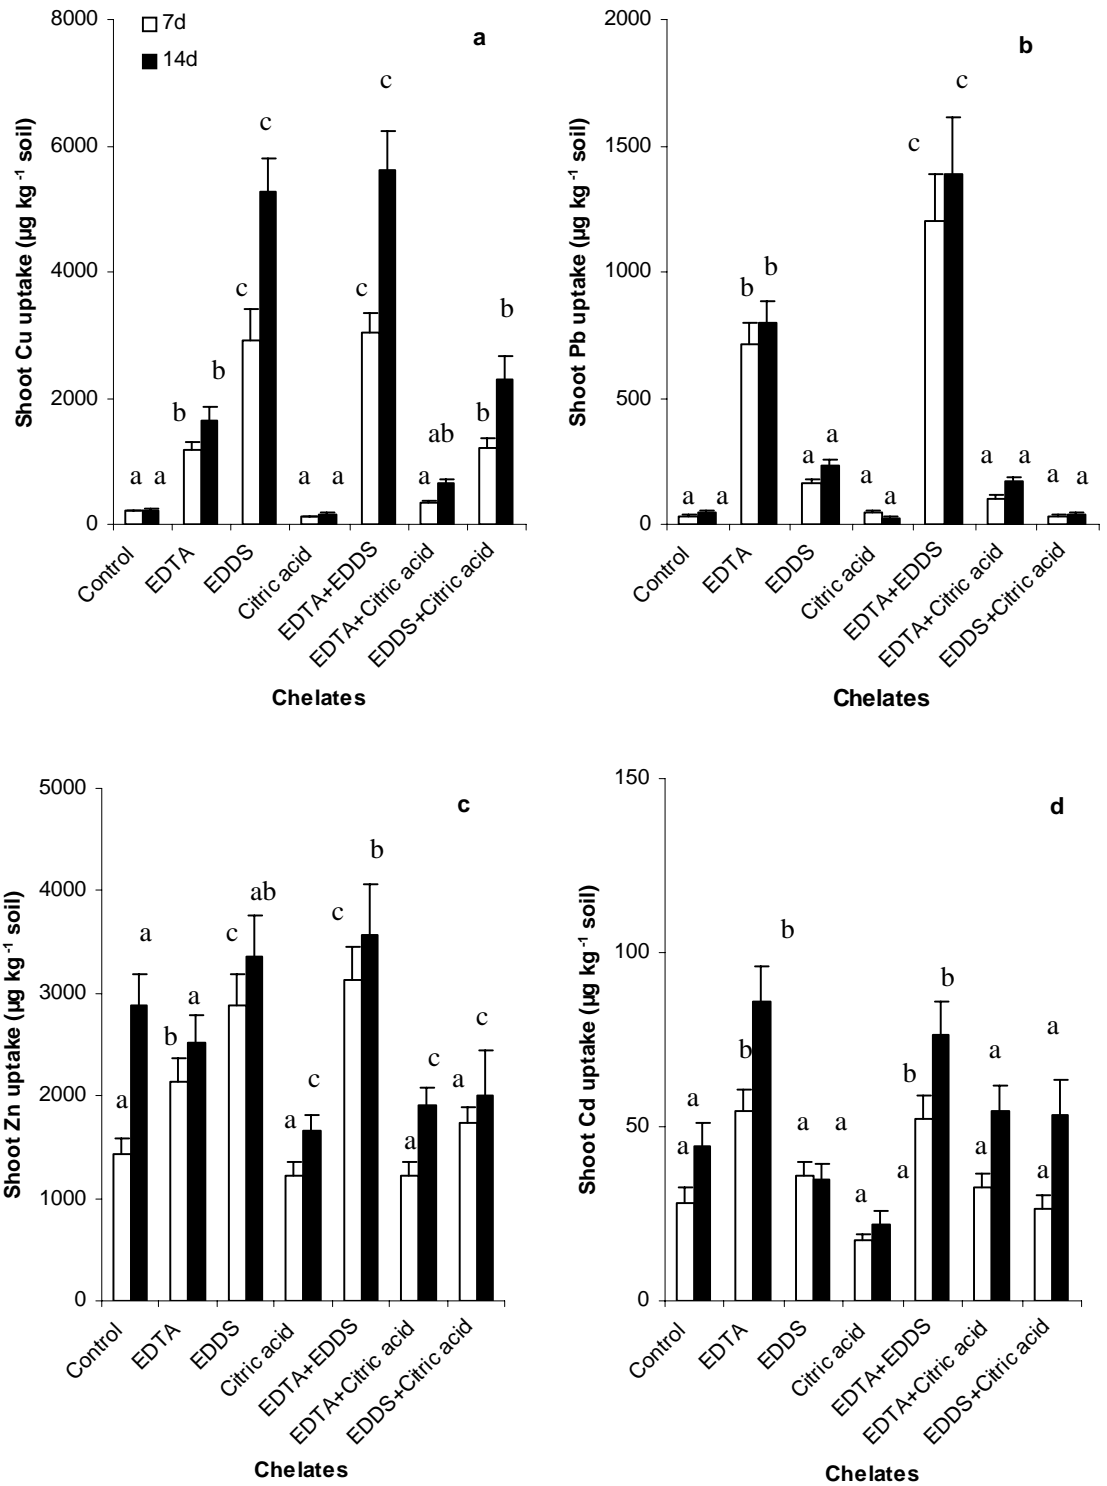 8000
7d
a
14d
c
c
6000
4000
c
c
b
b
2000
b
b
ab
a a
a a
a
0
Control
EDTA
EDDS
Citric acid
EDTA+EDDS
EDTA+Citric acid
EDDS+Citric acid
Shoot Cu uptake (µg kg-1 soil)
Chelates
2000
b
c
c
1500
1000
b
b
500
a
a
a a
a a
a a
a a
0
Control
EDTA
EDDS
Citric acid
EDTA+EDDS
EDTA+Citric acid
EDDS+Citric acid
Shoot Pb uptake (µg kg-1 soil)
Chelates
5000
c
b
4000
ab
c
c
a
3000
a
b
c
c
c
a
2000
a
a
a
1000
0
Control
EDTA
EDDS
Citric acid
EDTA+EDDS
EDTA+Citric acid
EDDS+Citric acid
Shoot Zn uptake (µg kg-1 soil)
Chelates
150
d
b
100
b
a
a
b
b
a
a a
a
50
a
a
a
a
0
Control
EDTA
EDDS
Citric acid
EDTA+EDDS
EDTA+Citric acid
EDDS+Citric acid
Shoot Cd uptake (µg kg-1 soil)
Chelates